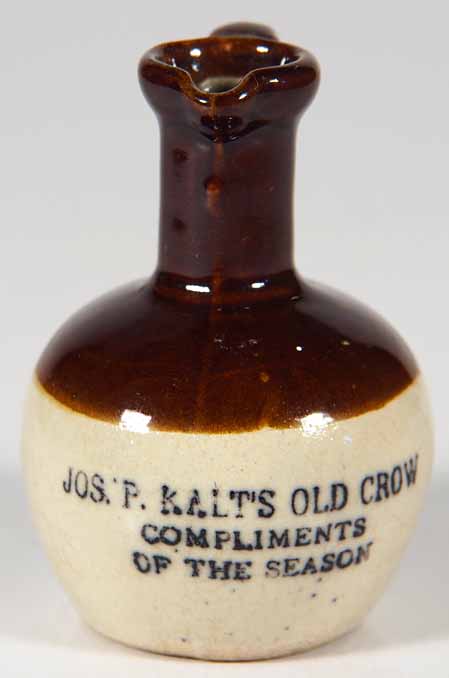 JOS. P. KALT'S OLD CROW
COMPLIMENTS
OF THE SEASON